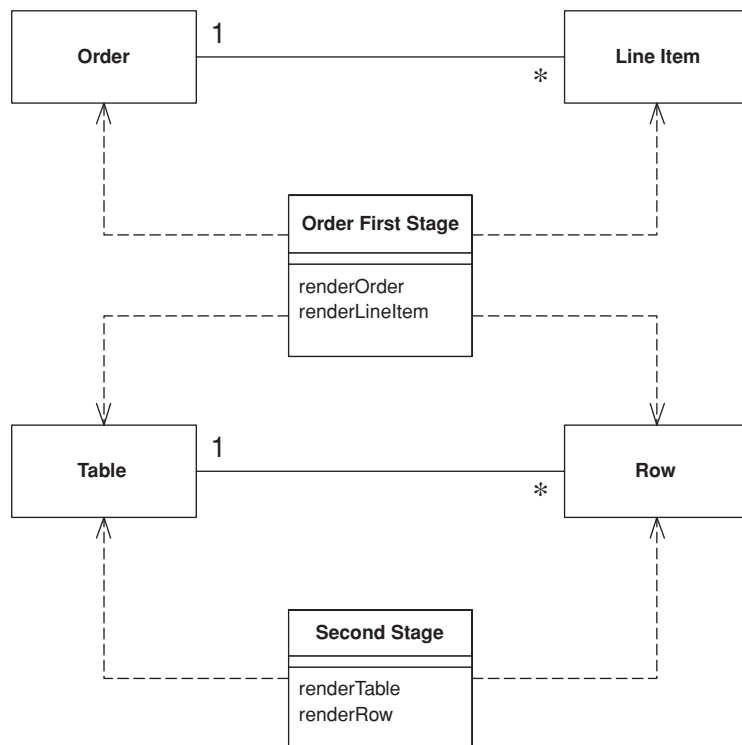 Order
1
*
Line Item
Order First Stage
renderOrder
renderLineItem
Table
1
*
Row
Second Stage
renderTable
renderRow